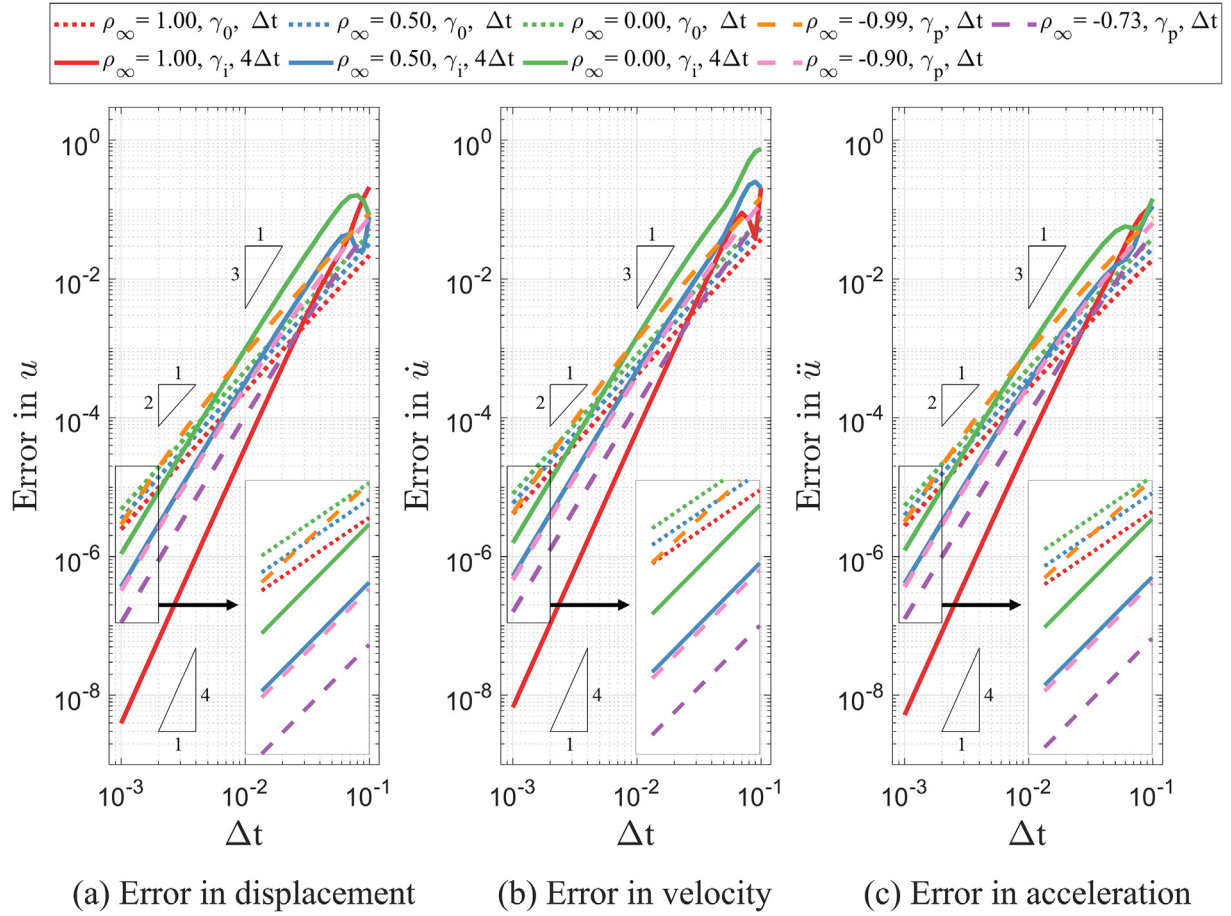 ρ∞= 1.00, γ0, Δt ρ∞= 0.50, γ0, Δt ρ∞= 0.00, γ0, Δt ρ∞= -0.99, γp, Δt ρ∞= -0.73, γp, Δt
ρ∞= 1.00, γi, 4Δt ρ∞= 0.50, γi, 4Δt ρ∞= 0.00, γi, 4Δt ρ∞= -0.90, γp, Δt
Error in u
10^0
10^-2
10^-4
10^-6
10^-8
1
3
1
2
4
1
10^-3 10^-2 10^-1
Δt
(a) Error in displacement
Error in u̇
10^0
10^-2
10^-4
10^-6
10^-8
1
3
1
2
4
1
10^-3 10^-2 10^-1
Δt
(b) Error in velocity
Error in ü
10^0
10^-2
10^-4
10^-6
10^-8
1
3
1
2
4
1
10^-3 10^-2 10^-1
Δt
(c) Error in acceleration